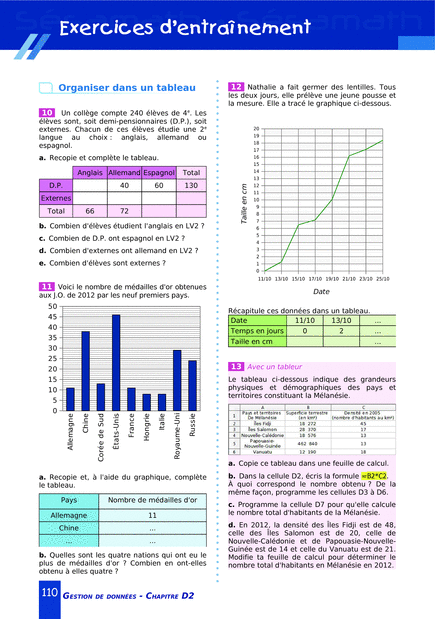 Exercices d'entraînement
Organiser dans un tableau
10 Un collège compte 240 élèves de 4e. Les
élèves sont, soit demi-pensionnaires (D.P.), soit
externes. Chacun de ces élèves étudie une 2e
langue au choix : anglais, allemand ou
espagnol.
a. Recopie et complète le tableau.
Anglais Allemand Espagnol Total
D.P. 40 60 130
Externes
Total 66 72
b. Combien d'élèves étudient l'anglais en LV2 ?
c. Combien de D.P. ont espagnol en LV2 ?
d. Combien d'externes ont allemand en LV2 ?
e. Combien d'élèves sont externes ?
11 Voici le nombre de médailles d'or obtenues
aux J.O. de 2012 par les neuf premiers pays.
50
45
40
35
30
25
20
15
10
5
0
Allemagne
Chine
Corée de Sud
États-Unis
France
Hongrie
Italie
Royaume-Uni
Russie
a. Recopie et, à l'aide du graphique, complète
le tableau.
Pays Nombre de médailles d'or
Allemagne 11
Chine ...
... ...
b. Quelles sont les quatre nations qui ont eu le
plus de médailles d'or ? Combien en ont-elles
obtenu à elles quatre ?
12 Nathalie a fait germer des lentilles. Tous
les deux jours, elle prélève une jeune pousse et
la mesure. Elle a tracé le graphique ci-dessous.
Taille en cm
20
19
18
17
16
15
14
13
12
11
10
9
8
7
6
5
4
3
2
1
0
11/10 13/10 15/10 17/10 19/10 21/10 23/10 25/10
Date
Récapitule ces données dans un tableau.
Date 11/10 13/10 ...
Temps en jours 0 2 ...
Taille en cm ...
13 Avec un tableur
Le tableau ci-dessous indique des grandeurs
physiques et démographiques des pays et
territoires constituant la Mélanésie.
A B C
1 Pays et territoires De Mélanésie Superficie terrestre (en km²) Densité en 2005 (nombre d'habitants au km²)
2 Îles Fidji 18 272 45
3 Îles Salomon 28 370 17
4 Nouvelle-Calédonie 18 576 13
5 Papouasie-Nouvelle-Guinée 462 840 13
6 Vanuatu 12 190 18
a. Copie ce tableau dans une feuille de calcul.
b. Dans la cellule D2, écris la formule =B2*C2.
À quoi correspond le nombre obtenu ? De la
même façon, programme les cellules D3 à D6.
c. Programme la cellule D7 pour qu'elle calcule
le nombre total d'habitants de la Mélanésie.
d. En 2012, la densité des Îles Fidji est de 48,
celle des Îles Salomon est de 20, celle de
Nouvelle-Calédonie et de Papouasie-Nouvelle-
Guinée est de 14 et celle du Vanuatu est de 21.
Modifie ta feuille de calcul pour déterminer le
nombre total d'habitants en Mélanésie en 2012.
110 Gestion de données - Chapitre D2